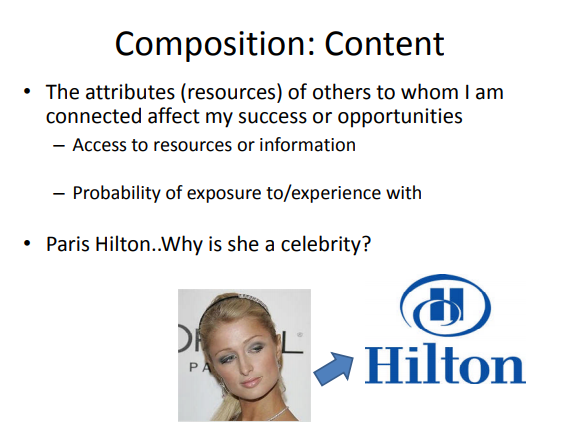 Composition: Content
• The attributes (resources) of others to whom I am
connected affect my success or opportunities
– Access to resources or information
– Probability of exposure to/experience with
• Paris Hilton..Why is she a celebrity?
L
PA
H
Hilton